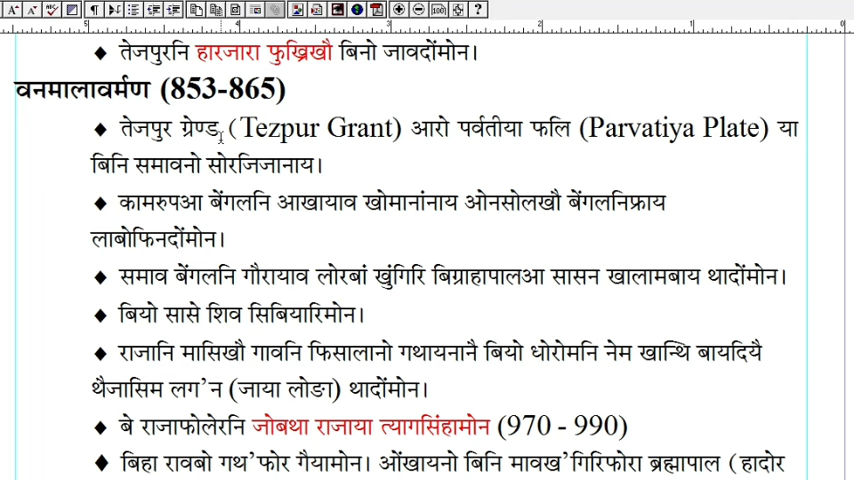 ♦ तेजपुरनि हारजारा फुख्रिखौ बिनो जावदोंमोन।
वनमालावर्मण (853-865)
♦ तेजपुर ग्रेण्ड (Tezpur Grant) आरो पर्वतीया फलि (Parvatiya Plate) या
बिनि समावनो सोरजिजानाय।
♦ कामरुपआ बेंगलनि आखायाव खोमानांनाय ओनसोलखौ बेंगलनिफ्राय
लाबोफिनदोंमोन।
♦ समाव बेंगलनि गौरायाव लोरबां खुंगिरि बिग्राहापालआ सासन खालामबाय थादोंमोन।
♦ बियो सासे शिव सिबियारिमोन।
♦ राजानि मासिखौ गावनि फिसालानो गथायनानै बियो धोरोमनि नेम खान्थि बायदियै
थैजासिम लग'न (जाया लोङा) थादोंमोन।
♦ बे राजाफोलेरनि जोबथा राजाया त्यागसिंहामोन (970 - 990)
♦ बिहा रावबो गथ'फोर गैयामोन। ओंखायनो बिनि मावख'गिरिफोरा ब्रह्मापाल (हादोर